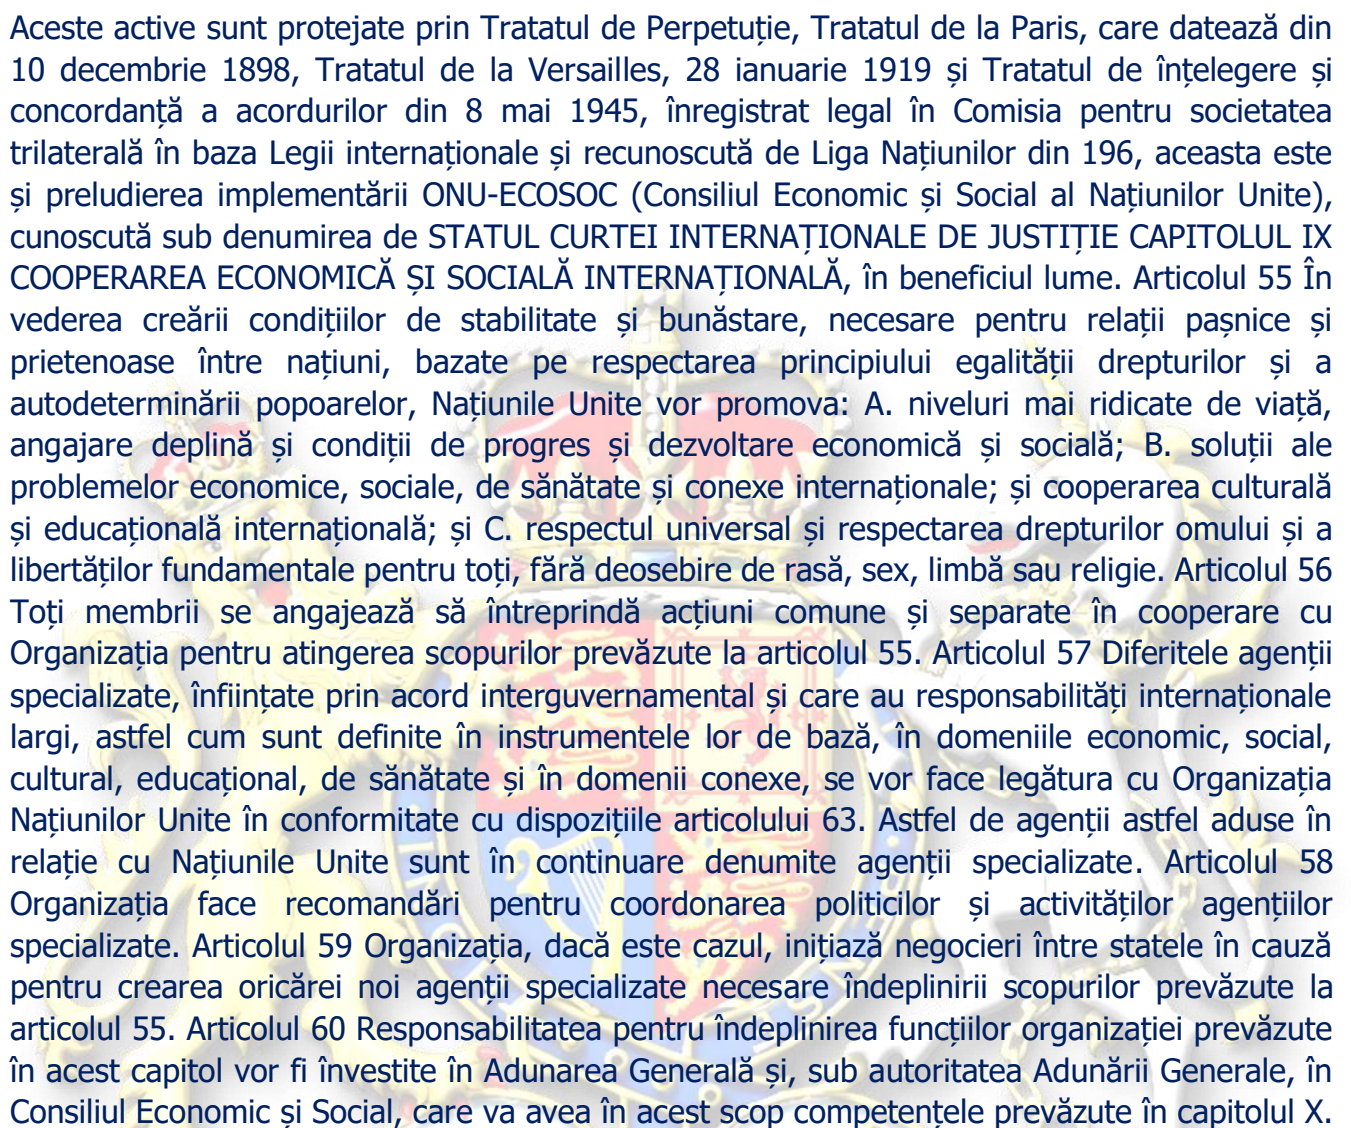 Aceste active sunt protejate prin Tratatul de Perpetuție, Tratatul de la Paris, care datează din
10 decembrie 1898, Tratatul de la Versailles, 28 ianuarie 1919 și Tratatul de înțelegere și
concordanță a acordurilor din 8 mai 1945, înregistrat legal în Comisia pentru societatea
trilaterală în baza Legii internaționale și recunoscută de Liga Națiunilor din 196, aceasta este
și preludierea implementării ONU-ECOSOC (Consiliul Economic și Social al Națiunilor Unite),
cunoscută sub denumirea de STATUL CURTEI INTERNAȚIONALE DE JUSTIȚIE CAPITOLUL IX
COOPERAREA ECONOMICĂ ȘI SOCIALĂ INTERNAȚIONALĂ, în beneficiul lume. Articolul 55 În
vederea creării condițiilor de stabilitate și bunăstare, necesare pentru relații pașnice și
prietenoase între națiuni, bazate pe respectarea principiului egalității drepturilor și a
autodeterminării popoarelor, Națiunile Unite vor promova: A. niveluri mai ridicate de viață,
angajare deplină și condiții de progres și dezvoltare economică și socială; B. soluții ale
problemelor economice, sociale, de sănătate și conexe internaționale; și cooperarea culturală
și educațională internațională; și C. respectul universal și respectarea drepturilor omului și a
libertăților fundamentale pentru toți, fără deosebire de rasă, sex, limbă sau religie. Articolul 56
Toți membrii se angajează să întreprindă acțiuni comune și separate în cooperare cu
Organizația pentru atingerea scopurilor prevăzute la articolul 55. Articolul 57 Diferitele agenții
specializate, înființate prin acord interguvernamental și care au responsabilități internaționale
largi, astfel cum sunt definite în instrumentele lor de bază, în domeniile economic, social,
cultural, educațional, de sănătate și în domenii conexe, se vor face legătura cu Organizația
Națiunilor Unite în conformitate cu dispozițiile articolului 63. Astfel de agenții astfel aduse în
relație cu Națiunile Unite sunt în continuare denumite agenții specializate. Articolul 58
Organizația face recomandări pentru coordonarea politicilor și activităților agențiilor
specializate. Articolul 59 Organizația, dacă este cazul, inițiază negocieri între statele în cauză
pentru crearea oricărei noi agenții specializate necesare îndeplinirii scopurilor prevăzute la
articolul 55. Articolul 60 Responsabilitatea pentru îndeplinirea funcțiilor organizației prevăzute
în acest capitol vor fi învestite în Adunarea Generală și, sub autoritatea Adunării Generale, în
Consiliul Economic și Social, care va avea în acest scop competențele prevăzute în capitolul X.